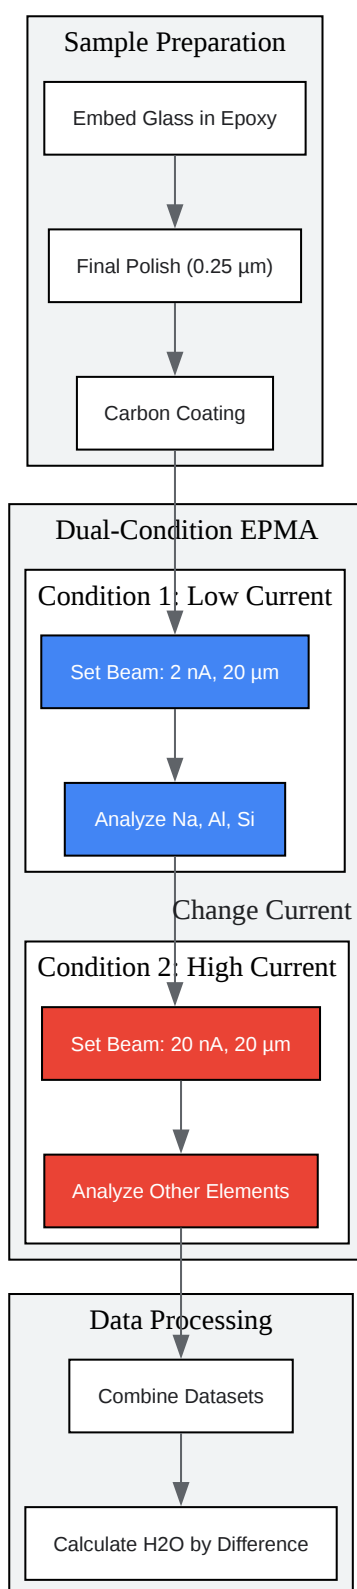 Sample Preparation
Embed Glass in Epoxy
Final Polish (0.25 µm)
Carbon Coating
Dual-Condition EPMA
Condition 1: Low Current
Set Beam: 2 nA, 20 µm
Analyze Na, Al, Si
Change Current
Condition 2: High Current
Set Beam: 20 nA, 20 µm
Analyze Other Elements
Data Processing
Combine Datasets
Calculate H2O by Difference